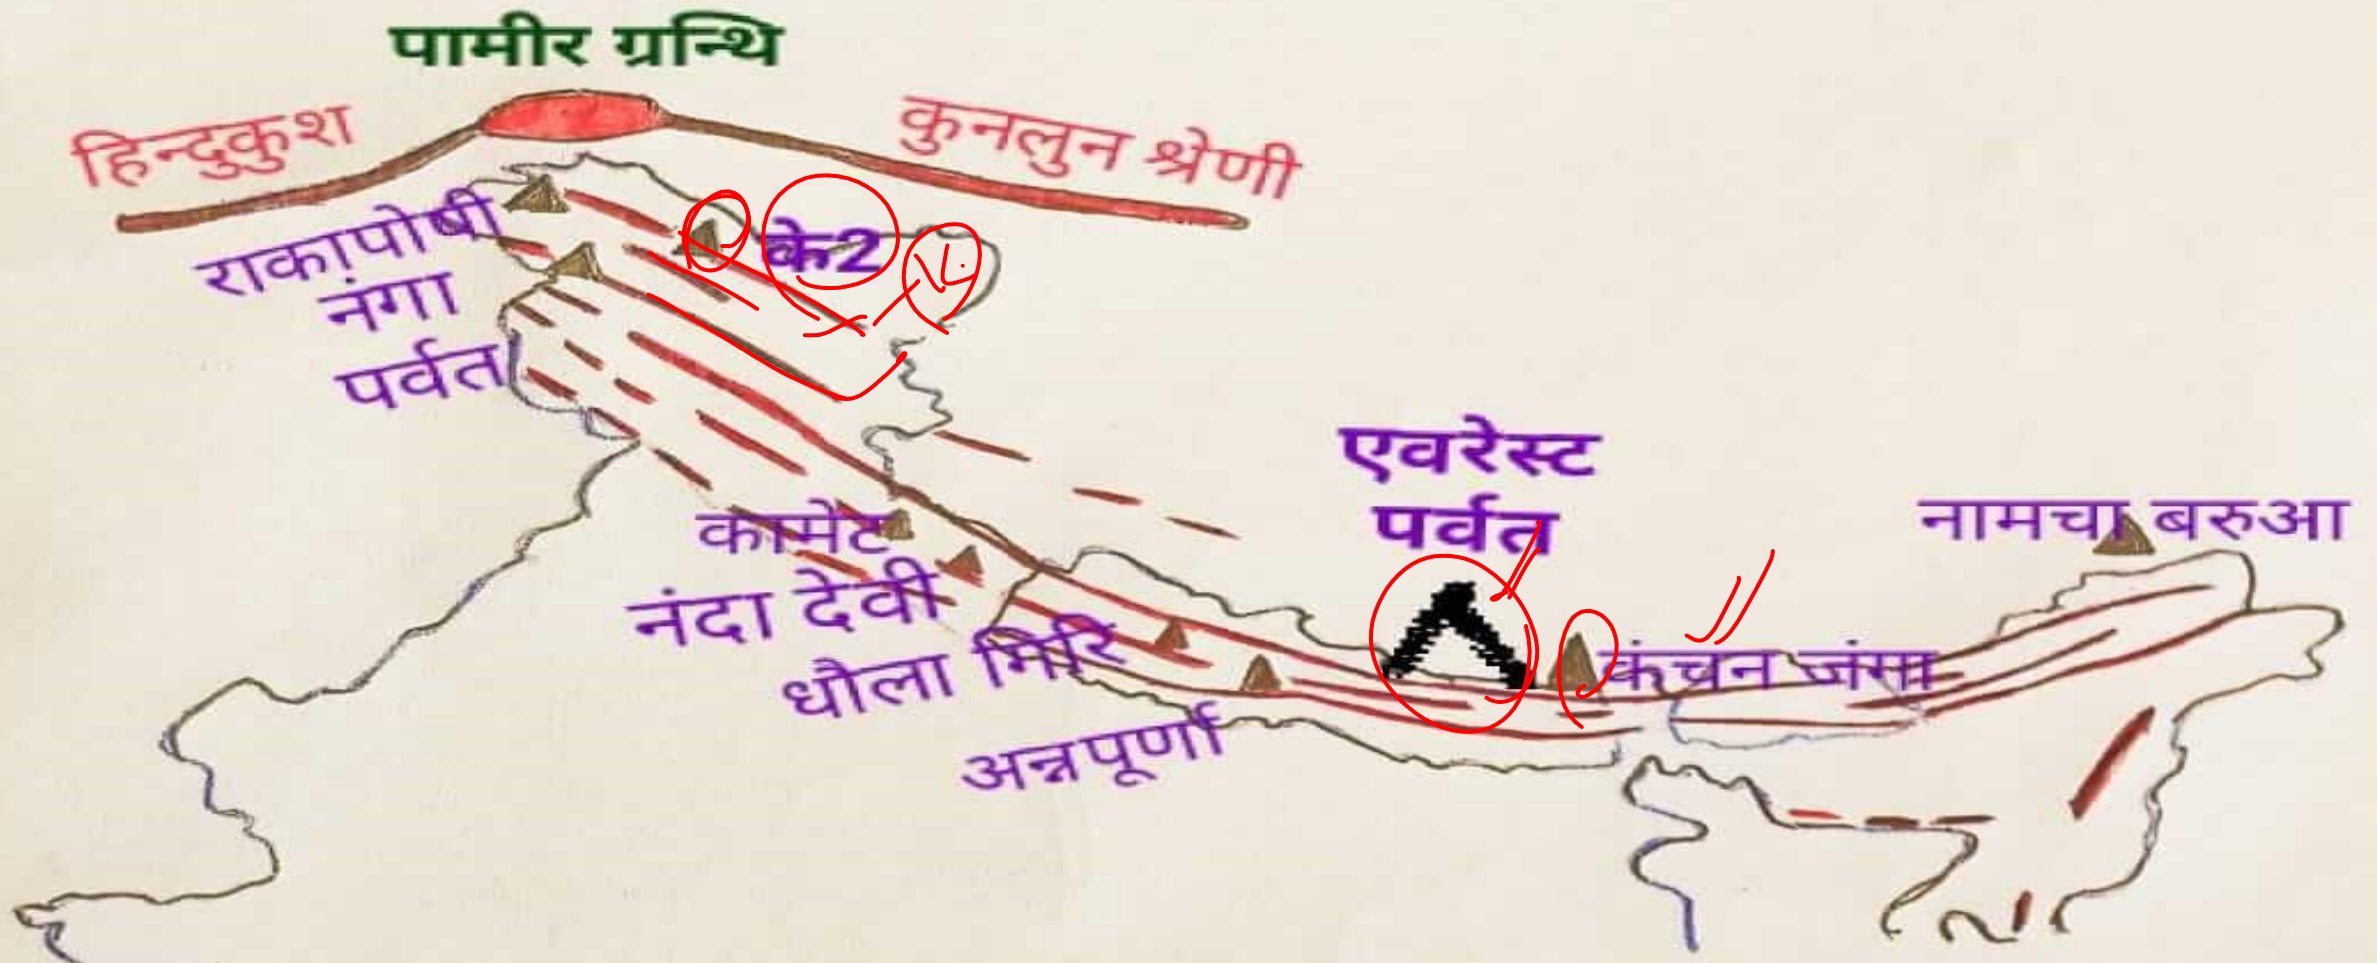 पामीर ग्रन्थि
हिन्दुकुश
कुनलुन श्रेणी
राकापोषी
के2
नंगा
पर्वत
एवरेस्ट
पर्वत
नामचा बरुआ
कामेट
नंदा देवी
धौला गिरि
कंचन जंगा
अन्नपूर्णा